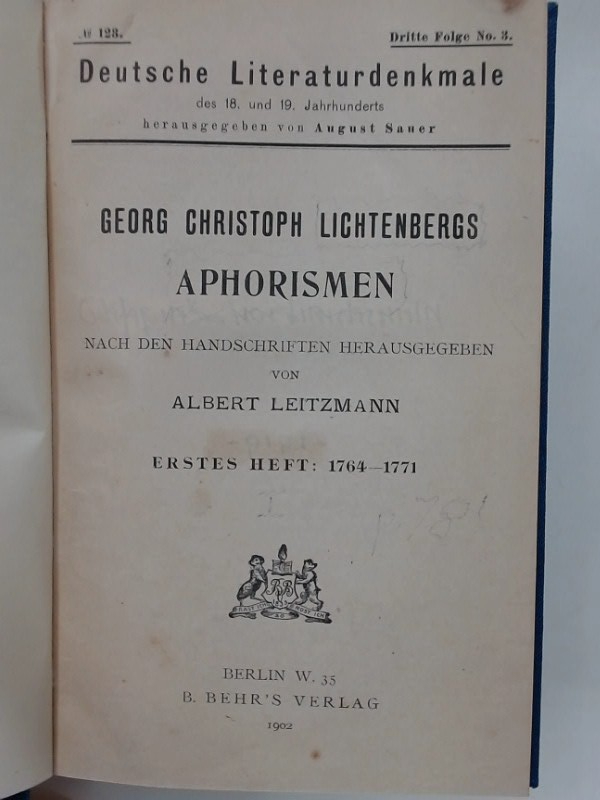 № 123.
Dritte Folge No. 3.
Deutsche Literaturdenkmale
des 18. und 19. Jahrhunderts
herausgegeben von August Sauer
GEORG CHRISTOPH LICHTENBERGS
APHORISMEN
NACH DEN HANDSCHRIFTEN HERAUSGEGEBEN
VON
ALBERT LEITZMANN
ERSTES HEFT: 1764—1771
BERLIN W. 35
B. BEHR'S VERLAG
1902